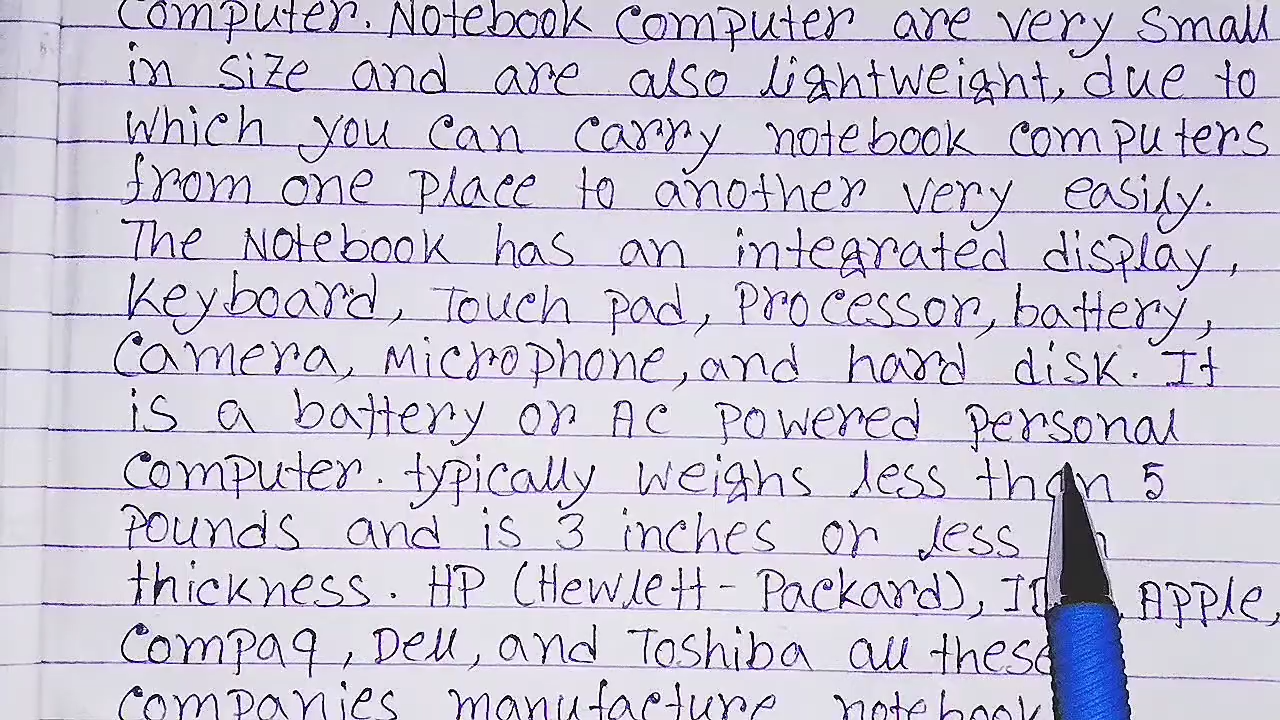 Computer. Notebook Computer are very small
in size and are also lightweight, due to
which you can carry notebook computers
from one place to another very easily.
The Notebook has an integrated display,
Keyboard, Touch pad, Processor, battery,
Camera, Microphone, and hard disk. It
is a battery or AC powered personal
Computer. typically weighs less than 5
pounds and is 3 inches or less
thickness. HP (Hewlett-Packard), Apple,
Compaq, Dell, and Toshiba all these
companies manufacture notebook